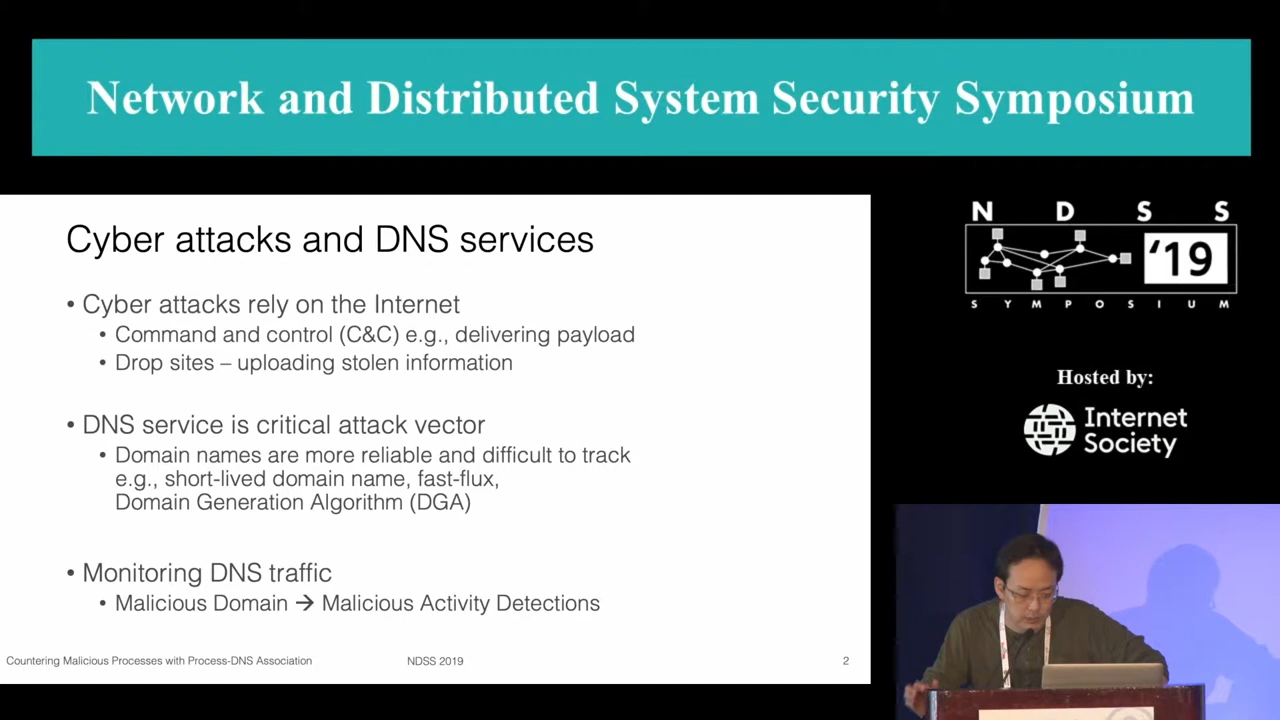 Network and Distributed System Security Symposium
N D S S
'19
S Y M P O S I U M
Hosted by:
Internet
Society
Cyber attacks and DNS services
• Cyber attacks rely on the Internet
• Command and control (C&C) e.g., delivering payload
• Drop sites – uploading stolen information
• DNS service is critical attack vector
• Domain names are more reliable and difficult to track
e.g., short-lived domain name, fast-flux,
Domain Generation Algorithm (DGA)
• Monitoring DNS traffic
• Malicious Domain → Malicious Activity Detections
Countering Malicious Processes with Process-DNS Association
NDSS 2019
2